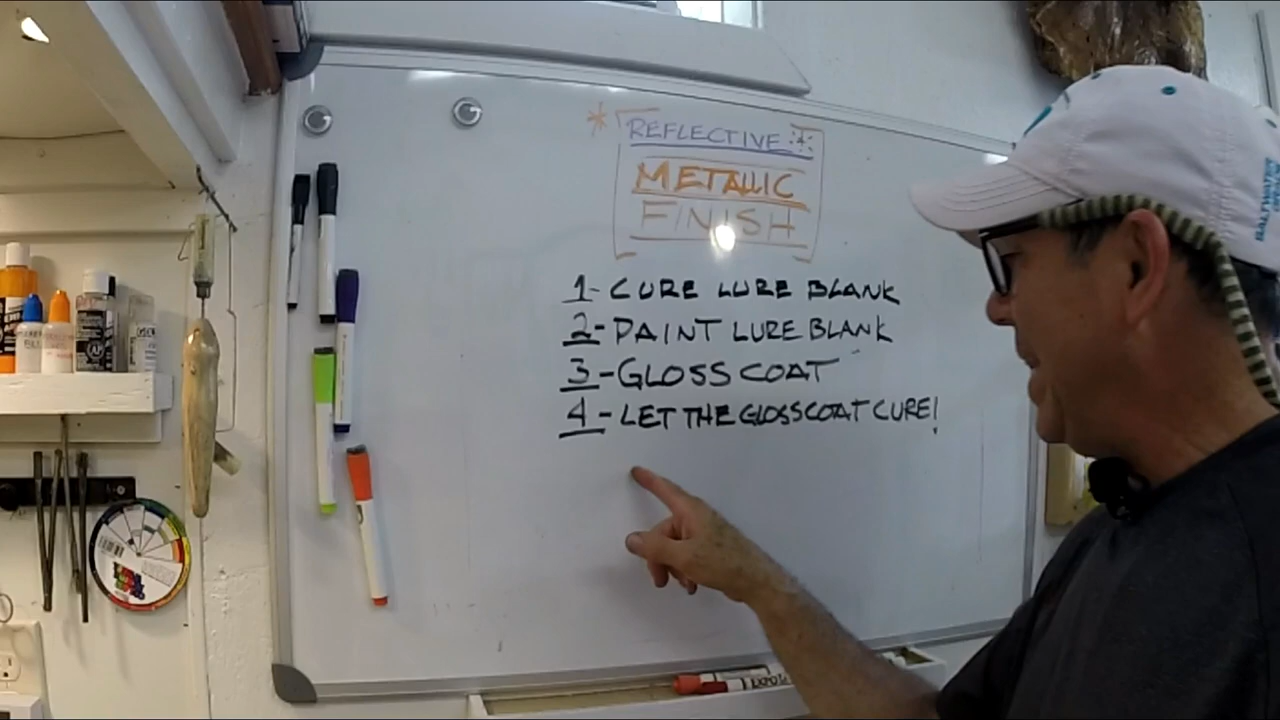 REFLECTIVE
METALLIC
FINISH
1- CURE LURE BLANK
2- PAINT LURE BLANK
3- GLOSS COAT
4- LET THE GLOSSCOAT CURE!
EXPO